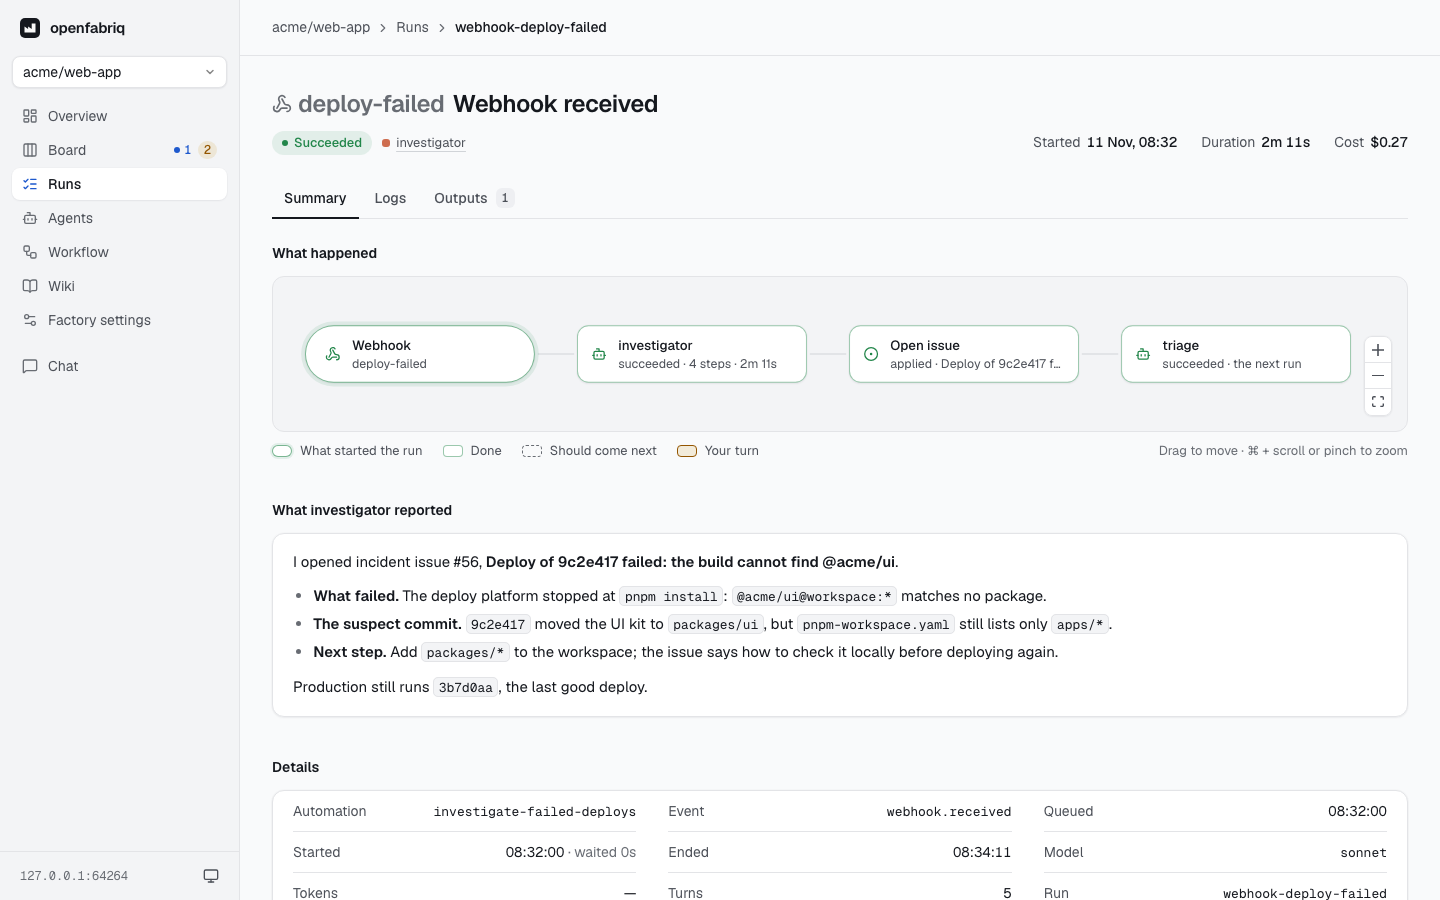 openfabriq
acme/web-app
Overview
Board 1 2
Runs
Agents
Workflow
Wiki
Factory settings
Chat
127.0.0.1:64264
acme/web-app > Runs > webhook-deploy-failed
deploy-failed Webhook received
Succeeded investigator
Started 11 Nov, 08:32 Duration 2m 11s Cost $0.27
Summary Logs Outputs 1
What happened
Webhook
deploy-failed
investigator
succeeded · 4 steps · 2m 11s
Open issue
applied · Deploy of 9c2e417 f...
triage
succeeded · the next run
What started the run Done Should come next Your turn
Drag to move · ⌘ + scroll or pinch to zoom
What investigator reported
I opened incident issue #56, Deploy of 9c2e417 failed: the build cannot find @acme/ui.
• What failed. The deploy platform stopped at pnpm install: @acme/ui@workspace:* matches no package.
• The suspect commit. 9c2e417 moved the UI kit to packages/ui, but pnpm-workspace.yaml still lists only apps/*.
• Next step. Add packages/* to the workspace; the issue says how to check it locally before deploying again.
Production still runs 3b7d0aa, the last good deploy.
Details
Automation investigate-failed-deploys Event webhook.received Queued 08:32:00
Started 08:32:00 · waited 0s Ended 08:34:11 Model sonnet
Tokens — Turns 5 Run webhook-deploy-failed